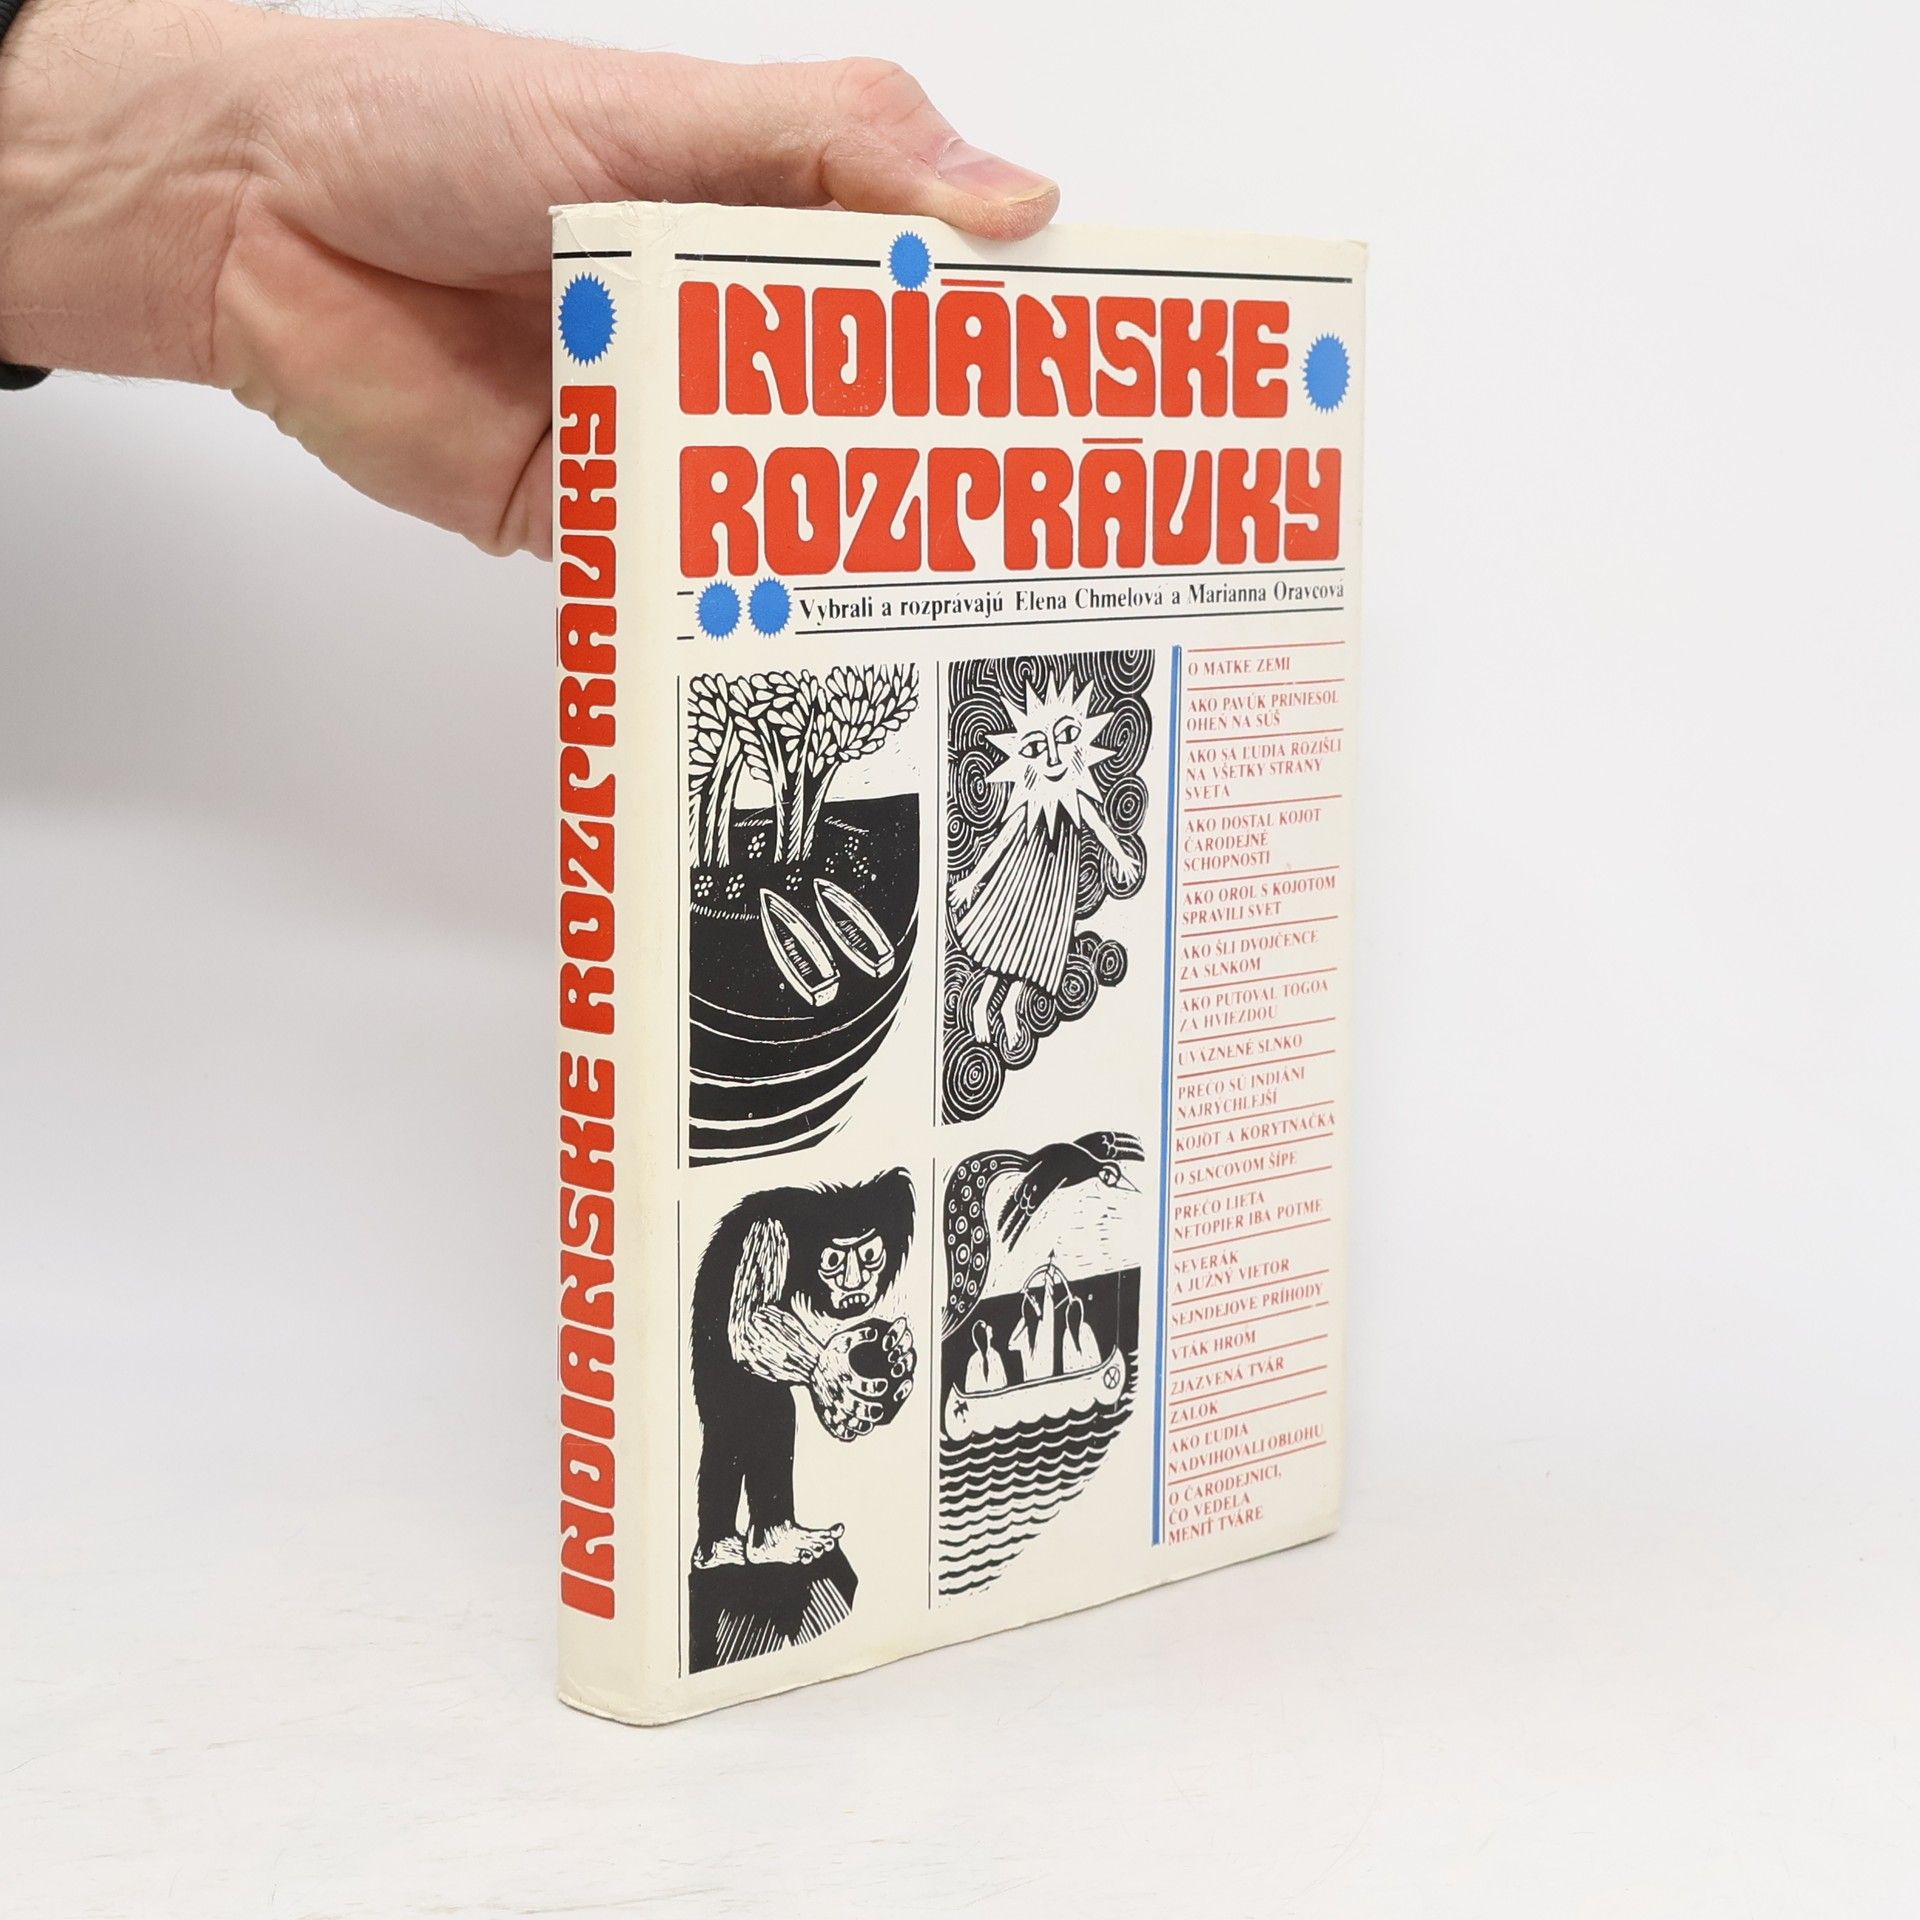 INDIÁNSKE ROZPRÁVKY
INDIÁNSKE
ROZPRÁVKY
Vybrali a rozprávajú Elena Chmelová a Marianna Oravcová
O MATKE ZEMI
AKO PAVÚK PRINIESOL
OHEŇ NA SÚŠ
AKO SA ĽUDIA ROZIŠLI
NA VŠETKY STRANY
SVETA
AKO DOSTAL KOJOT
ČARODEJNÉ
SCHOPNOSTI
AKO OROL S KOJOTOM
SPRAVILI SVET
AKO ŠLI DVOJČENCE
ZA SLNKOM
AKO PUTOVAL TOGOA
ZA HVIEZDOU
UVÄZNENÉ SLNKO
PREČO SÚ INDIÁNI
NAJRÝCHLEJŠÍ
KOJOT A KORYTNAČKA
O SLNCOVOM ŠÍPE
PREČO LIETA
NETOPIER IBA POTME
SEVERÁK
A JUŽNÝ VIETOR
SEJNDEJOVE PRÍHODY
VTÁK HROM
ZJAZVENÁ TVÁR
ZÁLOK
AKO ĽUDIA
NADVIHOVALI OBLOHU
O ČARODEJNICI,
ČO VEDELA
MENIŤ TVÁRE